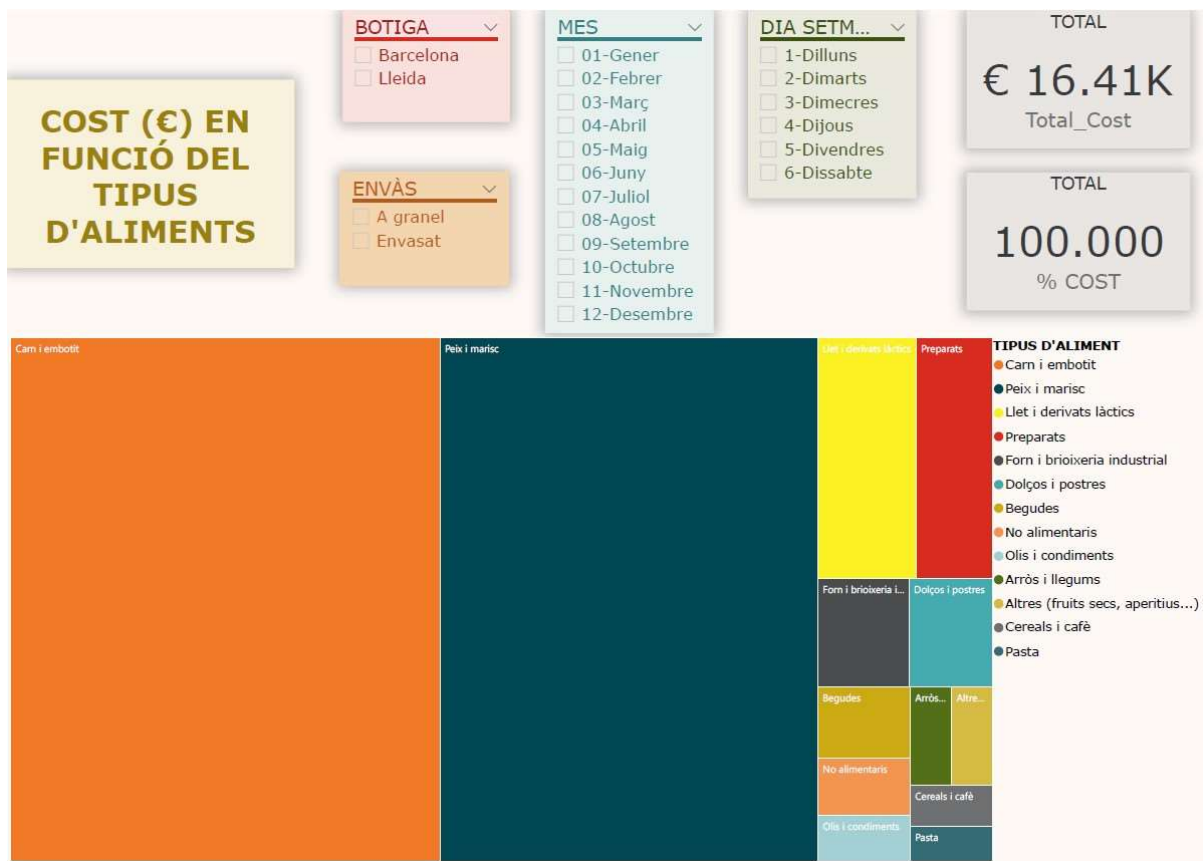 COST (€) EN
FUNCIÓ DEL
TIPUS
D'ALIMENTS
BOTIGA
Barcelona
Lleida
ENVÀS
A granel
Envasat
MES
01-Gener
02-Febrer
03-Març
04-Abril
05-Maig
06-Juny
07-Juliol
08-Agost
09-Setembre
10-Octubre
11-Novembre
12-Desembre
DIA SETM...
1-Dilluns
2-Dimarts
3-Dimecres
4-Dijous
5-Divendres
6-Dissabte
TOTAL
€ 16.41K
Total_Cost
TOTAL
100.000
% COST
Carn i embotit
Peix i marisc
Llet i derivats làctics
Preparats
Forn i brioixeria i...
Dolços i postres
Begudes
Arròs...
Altre...
No alimentaris
Cereals i cafè
Olis i condiments
Pasta
TIPUS D'ALIMENT
Carn i embotit
Peix i marisc
Llet i derivats làctics
Preparats
Forn i brioixeria industrial
Dolços i postres
Begudes
No alimentaris
Olis i condiments
Arròs i llegums
Altres (fruits secs, aperitius...)
Cereals i cafè
Pasta